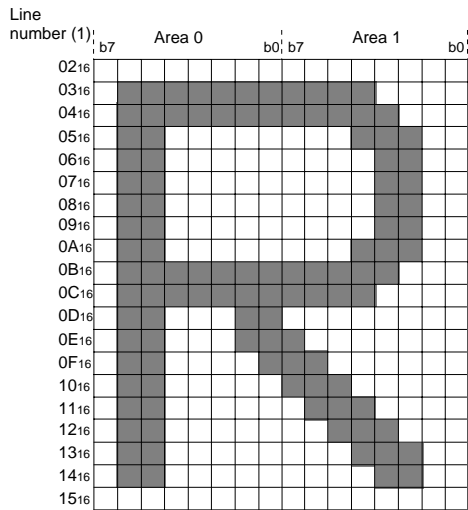 Line
number (1)
b7 Area 0 b0 b7 Area 1 b0
02₁₆
03₁₆
04₁₆
05₁₆
06₁₆
07₁₆
08₁₆
09₁₆
0A₁₆
0B₁₆
0C₁₆
0D₁₆
0E₁₆
0F₁₆
10₁₆
11₁₆
12₁₆
13₁₆
14₁₆
15₁₆